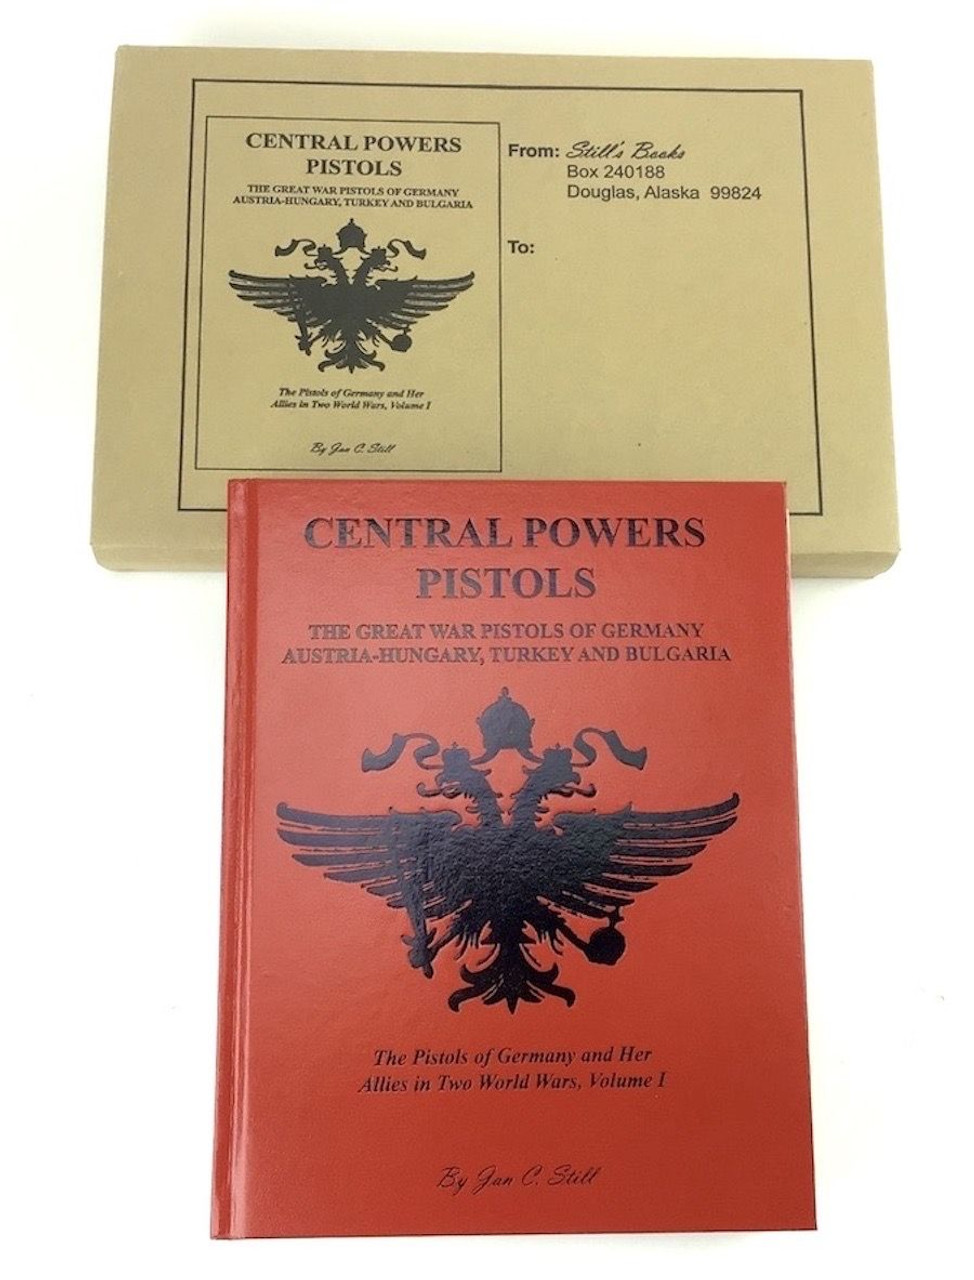 CENTRAL POWERS
PISTOLS
THE GREAT WAR PISTOLS OF GERMANY
AUSTRIA-HUNGARY, TURKEY AND BULGARIA
The Pistols of Germany and Her
Allies in Two World Wars, Volume I
By Jan C. Still
From: Still's Books
Box 240188
Douglas, Alaska 99824
To:
CENTRAL POWERS
PISTOLS
THE GREAT WAR PISTOLS OF GERMANY
AUSTRIA-HUNGARY, TURKEY AND BULGARIA
The Pistols of Germany and Her
Allies in Two World Wars, Volume I
By Jan C. Still